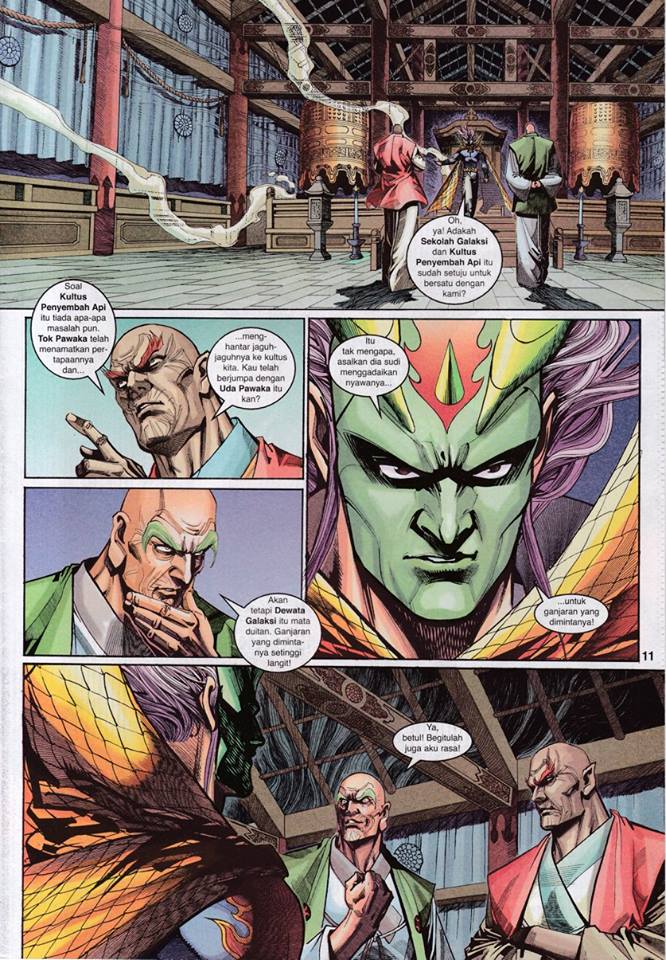 Oh,
ya! Adakah
Sekolah Galaksi
dan Kultus
Penyembah Api itu
sudah setuju untuk
bersatu dengan
kami?
Soal
Kultus
Penyembah Api
itu tiada apa-apa
masalah pun.
Tok Pawaka telah
menamatkan per-
tapaannya
dan...
...meng-
hantar jaguh-
jaguhnya ke kultus
kita. Kau telah
berjumpa dengan
Uda Pawaka itu
kan?
Akan
tetapi Dewata
Galaksi itu mata
duitan. Ganjaran
yang diminta-
nya setinggi
langit!
Itu
tak mengapa,
asalkan dia sudi
menggadaikan
nyawanya...
...untuk
ganjaran yang
dimintanya!
11
Ya,
betul! Begitulah
juga aku rasa!